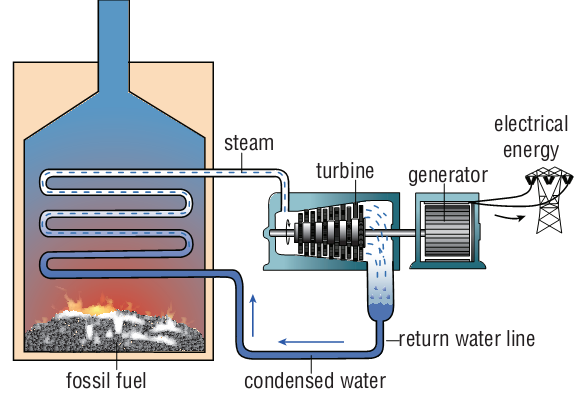 steam
turbine
generator
electrical
energy
return water line
fossil fuel
condensed water